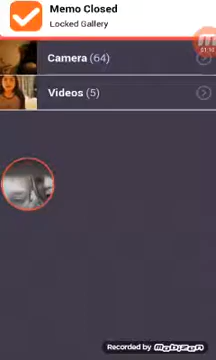 Memo Closed
Locked Gallery
Camera (64)
Videos (5)
Recorded by Mobizen